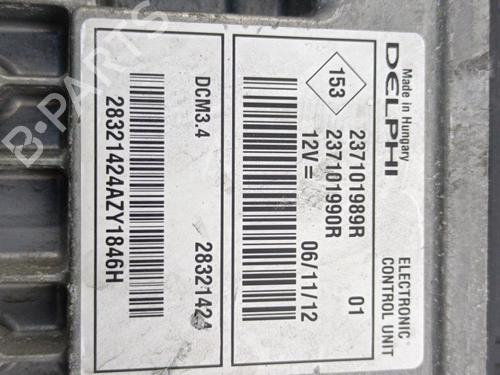 Made in Hungary
DELPHI
ELECTRONIC
CONTROL UNIT
153
237101989R 01
237101990R
12V = 06/11/12
DCM3.4 28321424
28321424AZY1846H
B-PARTS